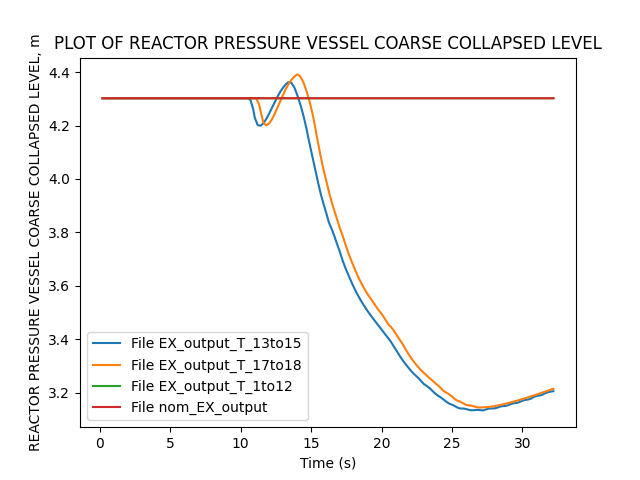 PLOT OF REACTOR PRESSURE VESSEL COARSE COLLAPSED LEVEL
REACTOR PRESSURE VESSEL COARSE COLLAPSED LEVEL, m
4.4
4.2
4.0
3.8
3.6
3.4
3.2
File EX_output_T_13to15
File EX_output_T_17to18
File EX_output_T_1to12
File nom_EX_output
0 5 10 15 20 25 30
Time (s)